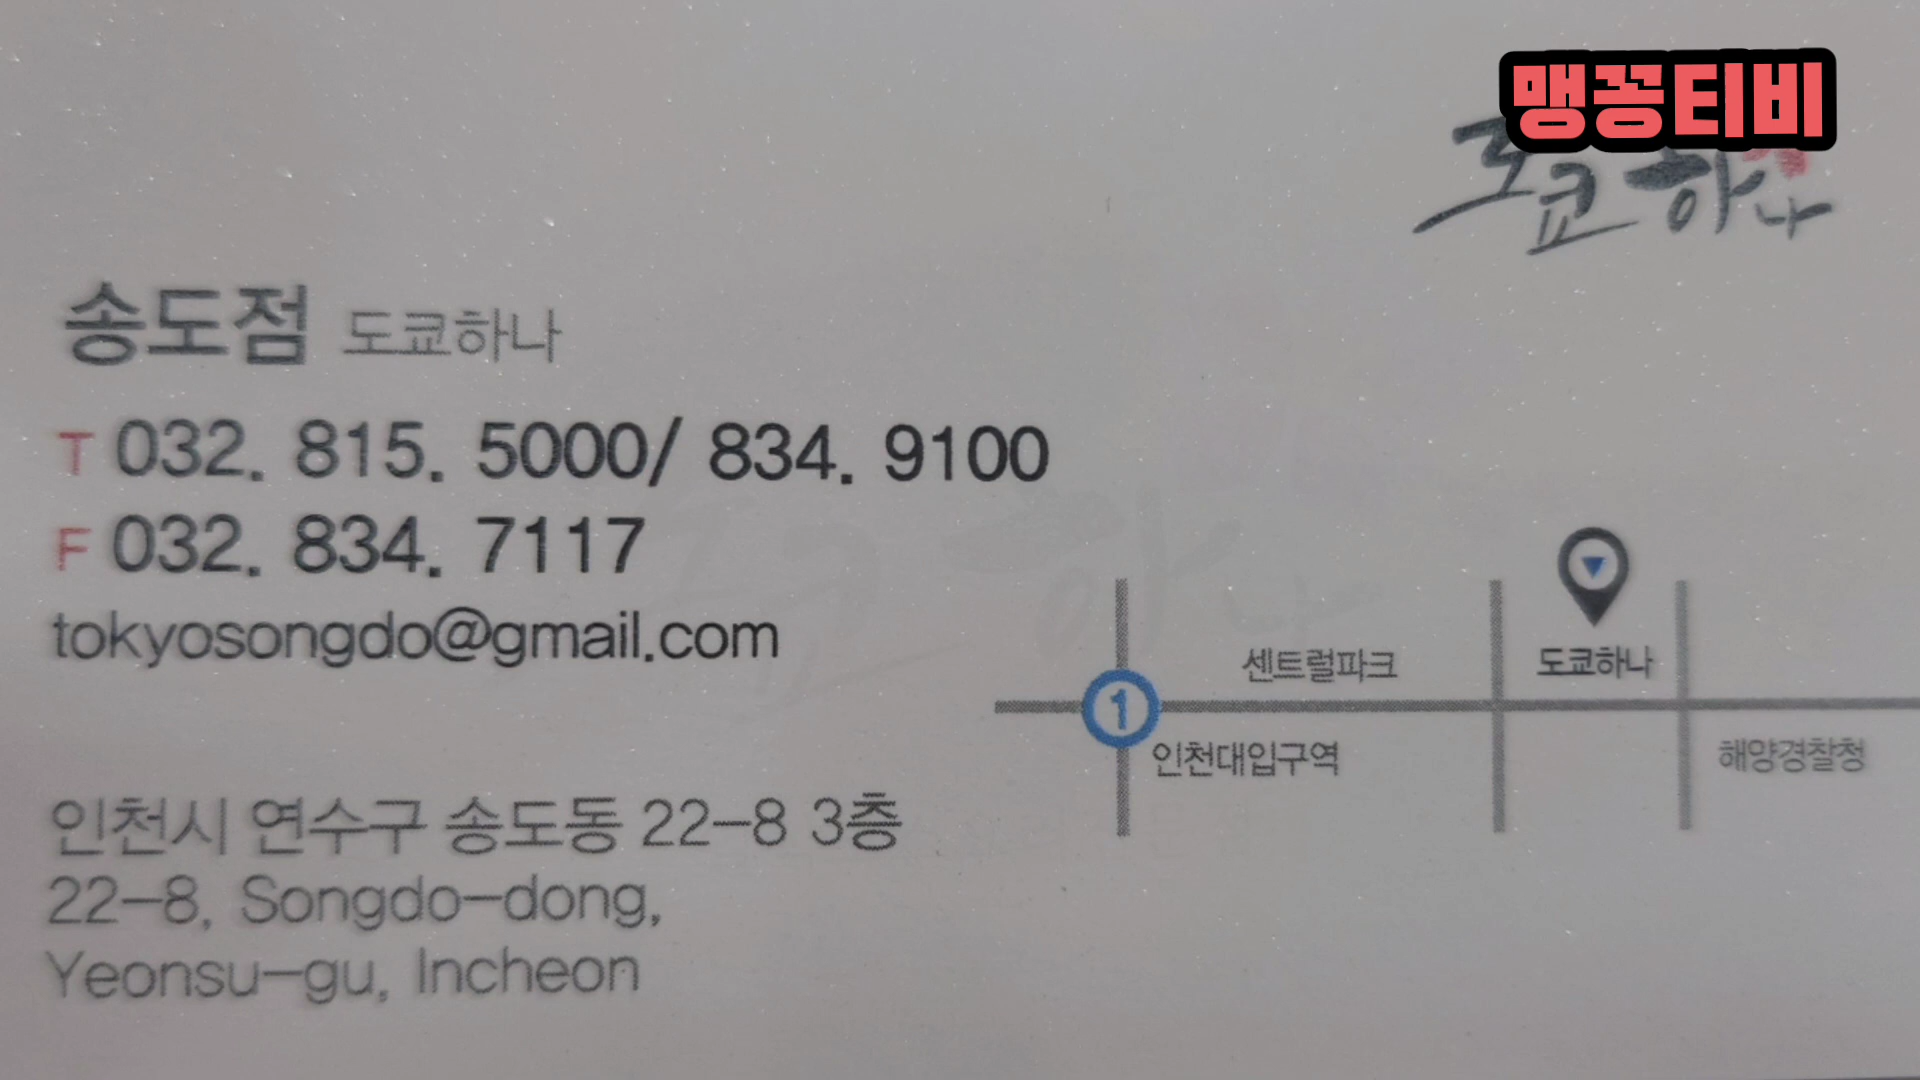 맹꽁티비
도쿄하나
송도점 도쿄하나
T 032. 815. 5000/ 834. 9100
F 032. 834. 7117
tokyosongdo@gmail.com
인천시 연수구 송도동 22-8 3층
22-8, Songdo-dong,
Yeonsu-gu, Incheon
도쿄하나
센트럴파크
1
인천대입구역
해양경찰청